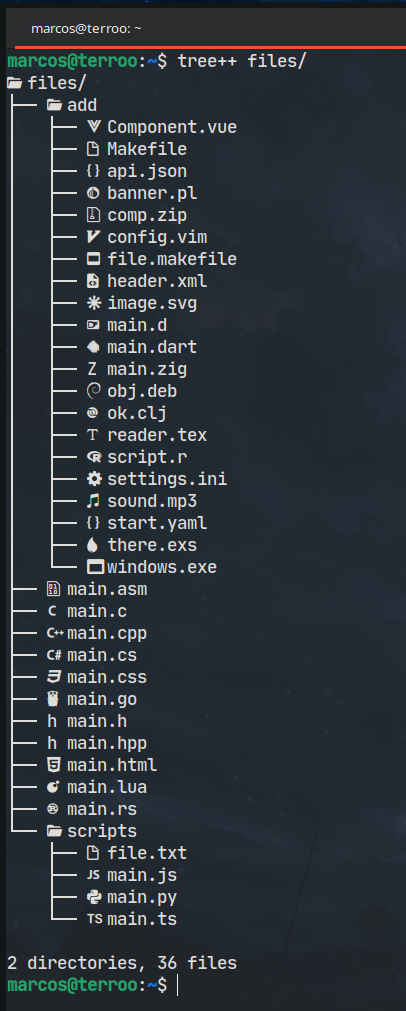 marcos@terroo: ~
marcos@terroo:~$ tree++ files/
files/
├── add
│   ├── Component.vue
│   ├── Makefile
│   ├── {} api.json
│   ├── banner.pl
│   ├── comp.zip
│   ├── config.vim
│   ├── file.makefile
│   ├── header.xml
│   ├── image.svg
│   ├── main.d
│   ├── main.dart
│   ├── Z main.zig
│   ├── obj.deb
│   ├── ok.clj
│   ├── T reader.tex
│   ├── R script.r
│   ├── settings.ini
│   ├── sound.mp3
│   ├── {} start.yaml
│   ├── there.exs
│   └── windows.exe
├── main.asm
├── C main.c
├── C++ main.cpp
├── C# main.cs
├── main.css
├── main.go
├── h main.h
├── h main.hpp
├── 5 main.html
├── main.lua
├── main.rs
└── scripts
    ├── file.txt
    ├── JS main.js
    ├── main.py
    └── TS main.ts
2 directories, 36 files
marcos@terroo:~$